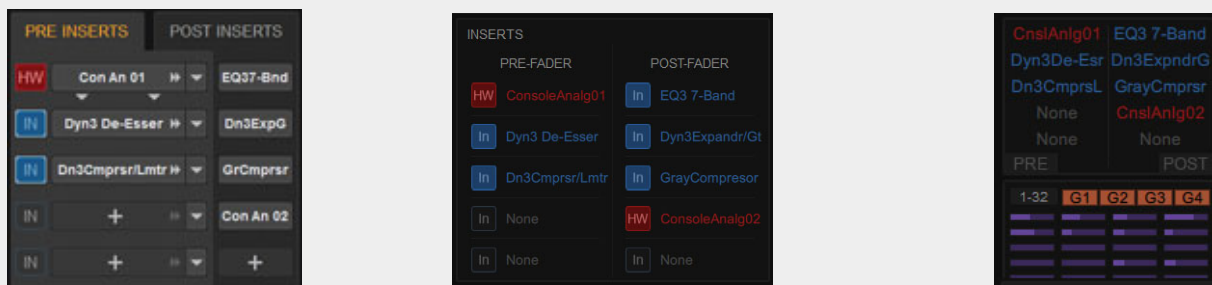 PRE INSERTS POST INSERTS
HW Con An 01 EQ37-Bnd
IN Dyn3 De-Esser Dn3ExpG
IN Dn3Cmprsr/Lmtr GrCmprsr
IN + Con An 02
IN + +
INSERTS
PRE-FADER POST-FADER
HW ConsoleAnalg01 In EQ3 7-Band
In Dyn3 De-Esser In Dyn3Expandr/Gt
In Dn3Cmprsr/Lmtr In GrayCompresor
In None HW ConsoleAnalg02
In None In None
CnslAnlg01 EQ3 7-Band
Dyn3De-Esr Dn3ExpndrG
Dn3CmprsL GrayCmprsr
None CnslAnlg02
None None
PRE POST
1-32 G1 G2 G3 G4